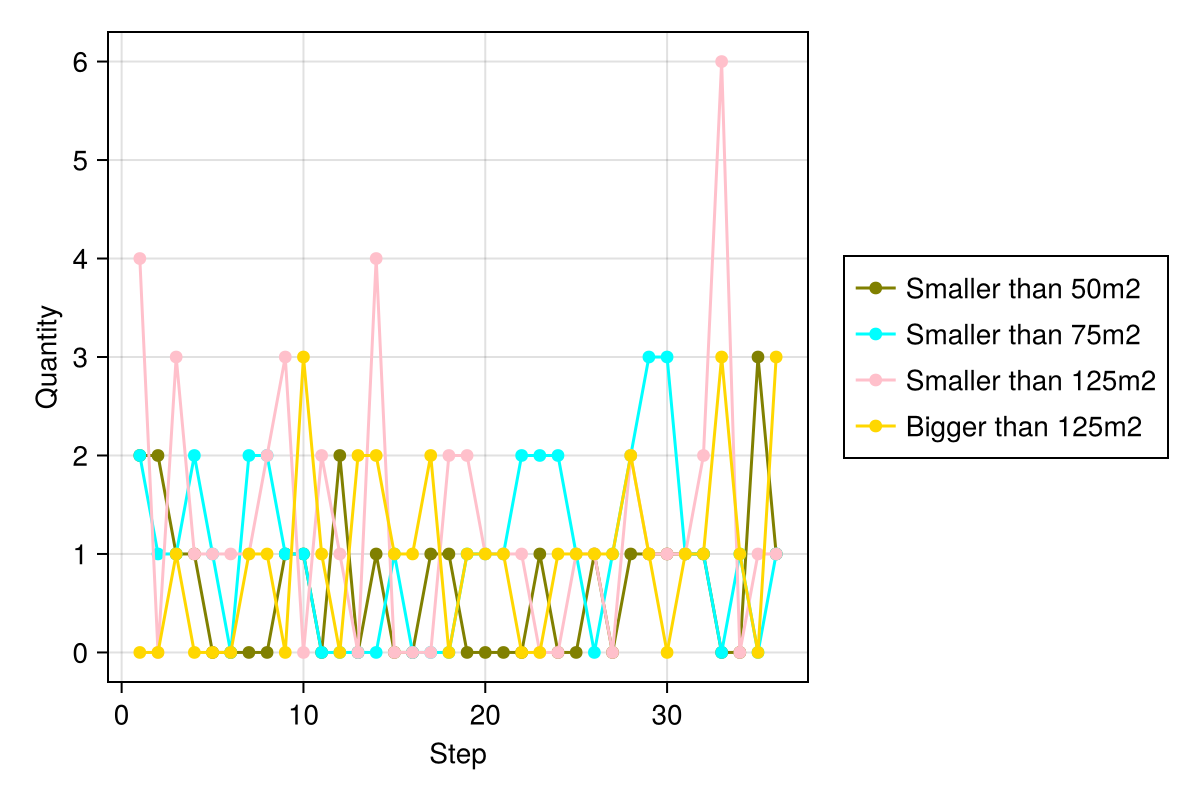 6
5
4
3
2
1
0
Quantity
0 10 20 30
Step
Smaller than 50m2
Smaller than 75m2
Smaller than 125m2
Bigger than 125m2